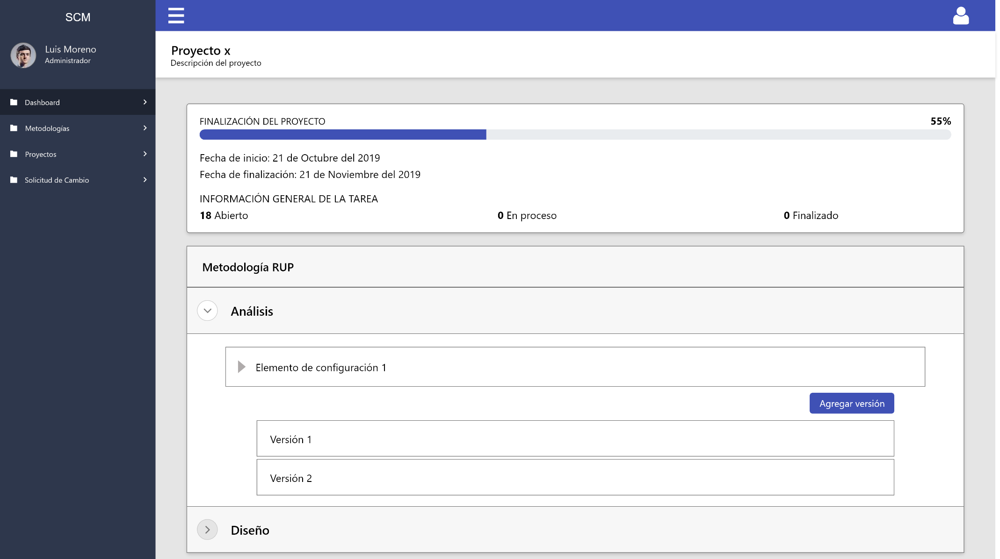 SCM
Luis Moreno
Administrador
Dashboard
Metodologías
Proyectos
Solicitud de Cambio
Proyecto x
Descripción del proyecto
FINALIZACIÓN DEL PROYECTO 55%
Fecha de inicio: 21 de Octubre del 2019
Fecha de finalización: 21 de Noviembre del 2019
INFORMACIÓN GENERAL DE LA TAREA
18 Abierto 0 En proceso 0 Finalizado
Metodología RUP
Análisis
Elemento de configuración 1
Agregar versión
Versión 1
Versión 2
Diseño